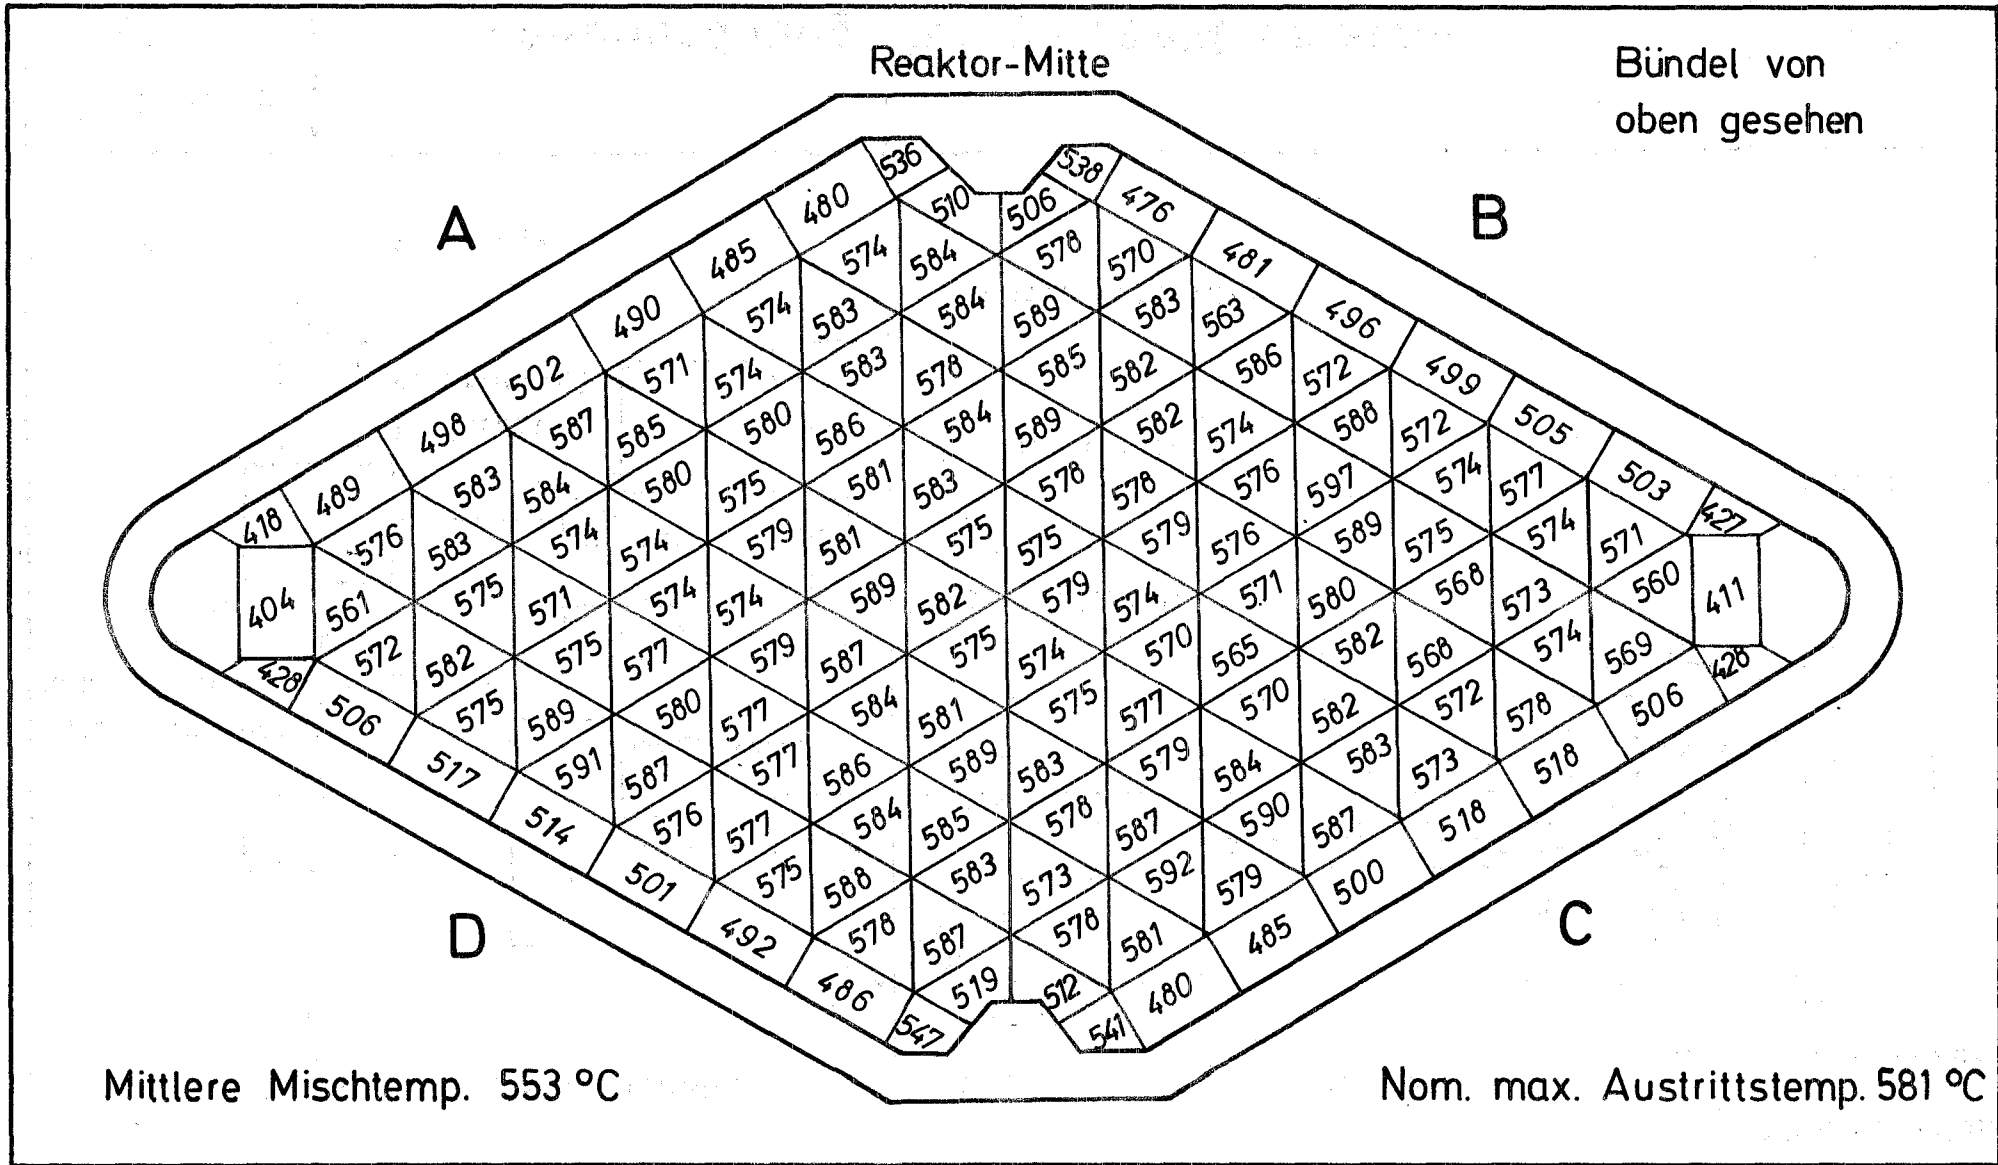 Reaktor-Mitte
Bündel von
oben gesehen
A
B
536 538
480 510 506 476
485 574 584 578 570 481
490 574 583 584 589 583 563 496
502 571 574 583 578 585 582 586 572 499
498 587 585 580 586 584 589 582 574 588 572 505
489 583 584 580 575 581 583 578 578 576 597 574 577 503
418 576 583 574 574 579 581 575 575 579 576 589 575 574 571 427
404 561 575 571 574 574 589 582 579 574 571 580 568 573 560 411
428 572 582 575 577 579 587 575 574 570 565 582 568 574 569 428
506 575 589 580 577 584 581 575 577 570 582 572 578 506
517 591 587 577 586 589 583 579 584 583 573 518
514 576 577 584 585 578 587 590 587 518
501 575 588 583 573 592 579 500
492 578 587 578 581 485
486 519 512 480
547 541
D
C
Mittlere Mischtemp. 553 °C
Nom. max. Austrittstemp. 581 °C